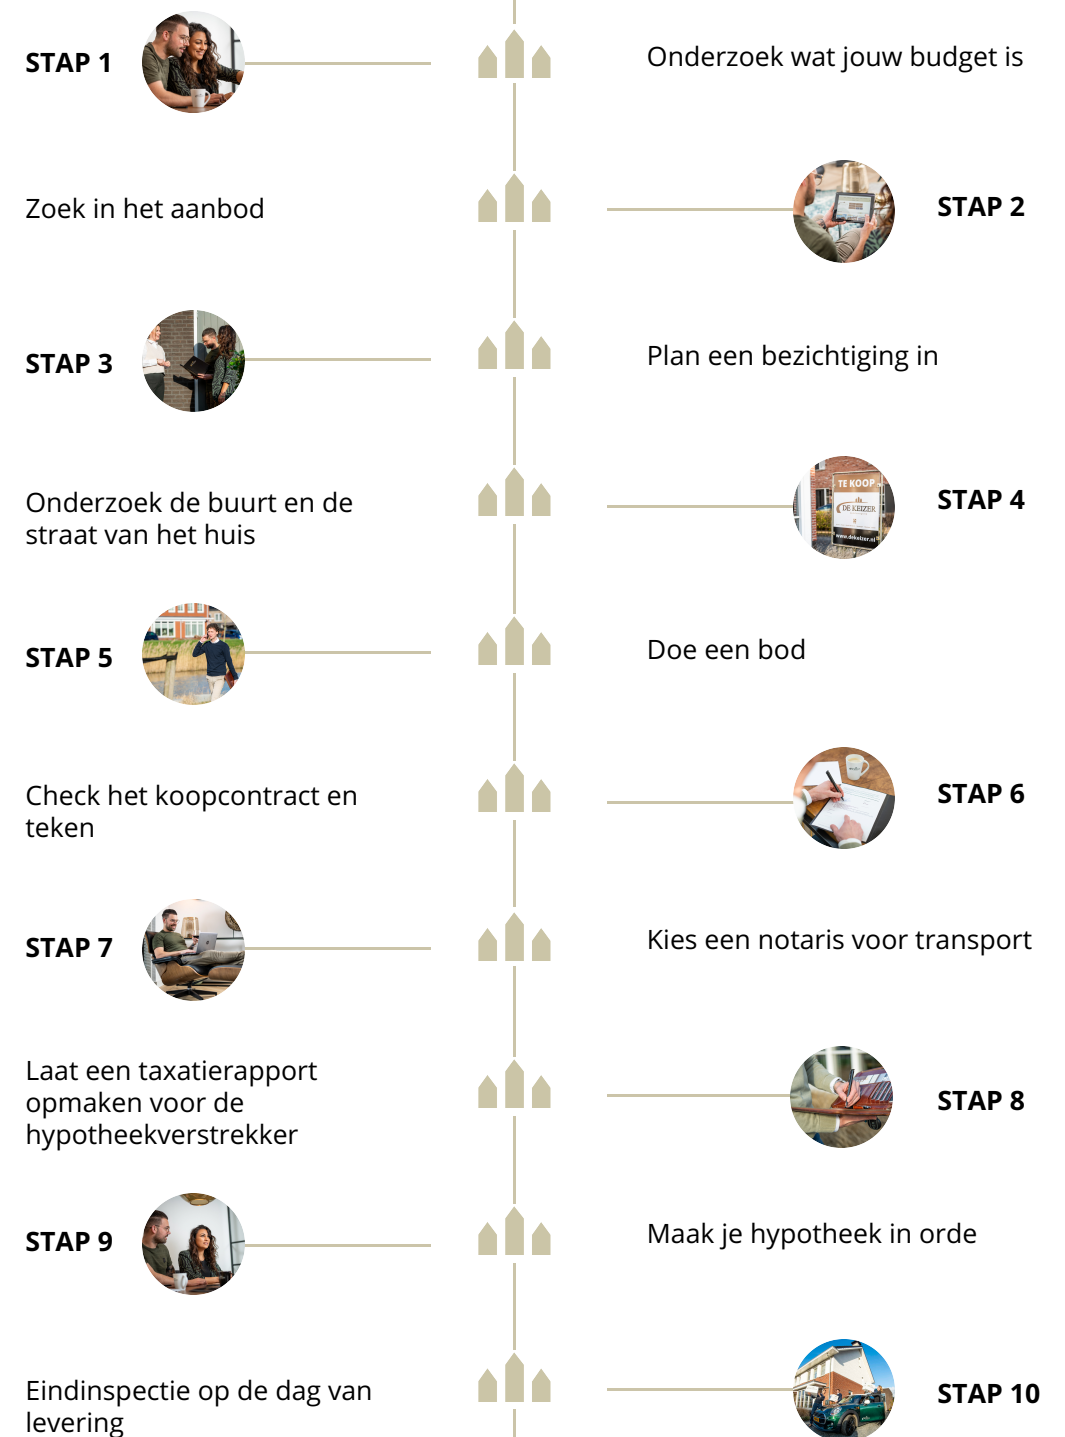 STAP 1
Onderzoek wat jouw budget is
Zoek in het aanbod
STAP 2
STAP 3
Plan een bezichtiging in
Onderzoek de buurt en de
straat van het huis
TE KOOP
DE KEIZER
www.dekeizer.nl
STAP 4
STAP 5
Doe een bod
Check het koopcontract en
teken
STAP 6
STAP 7
Kies een notaris voor transport
Laat een taxatierapport
opmaken voor de
hypotheekverstrekker
STAP 8
STAP 9
Maak je hypotheek in orde
Eindinspectie op de dag van
levering
STAP 10